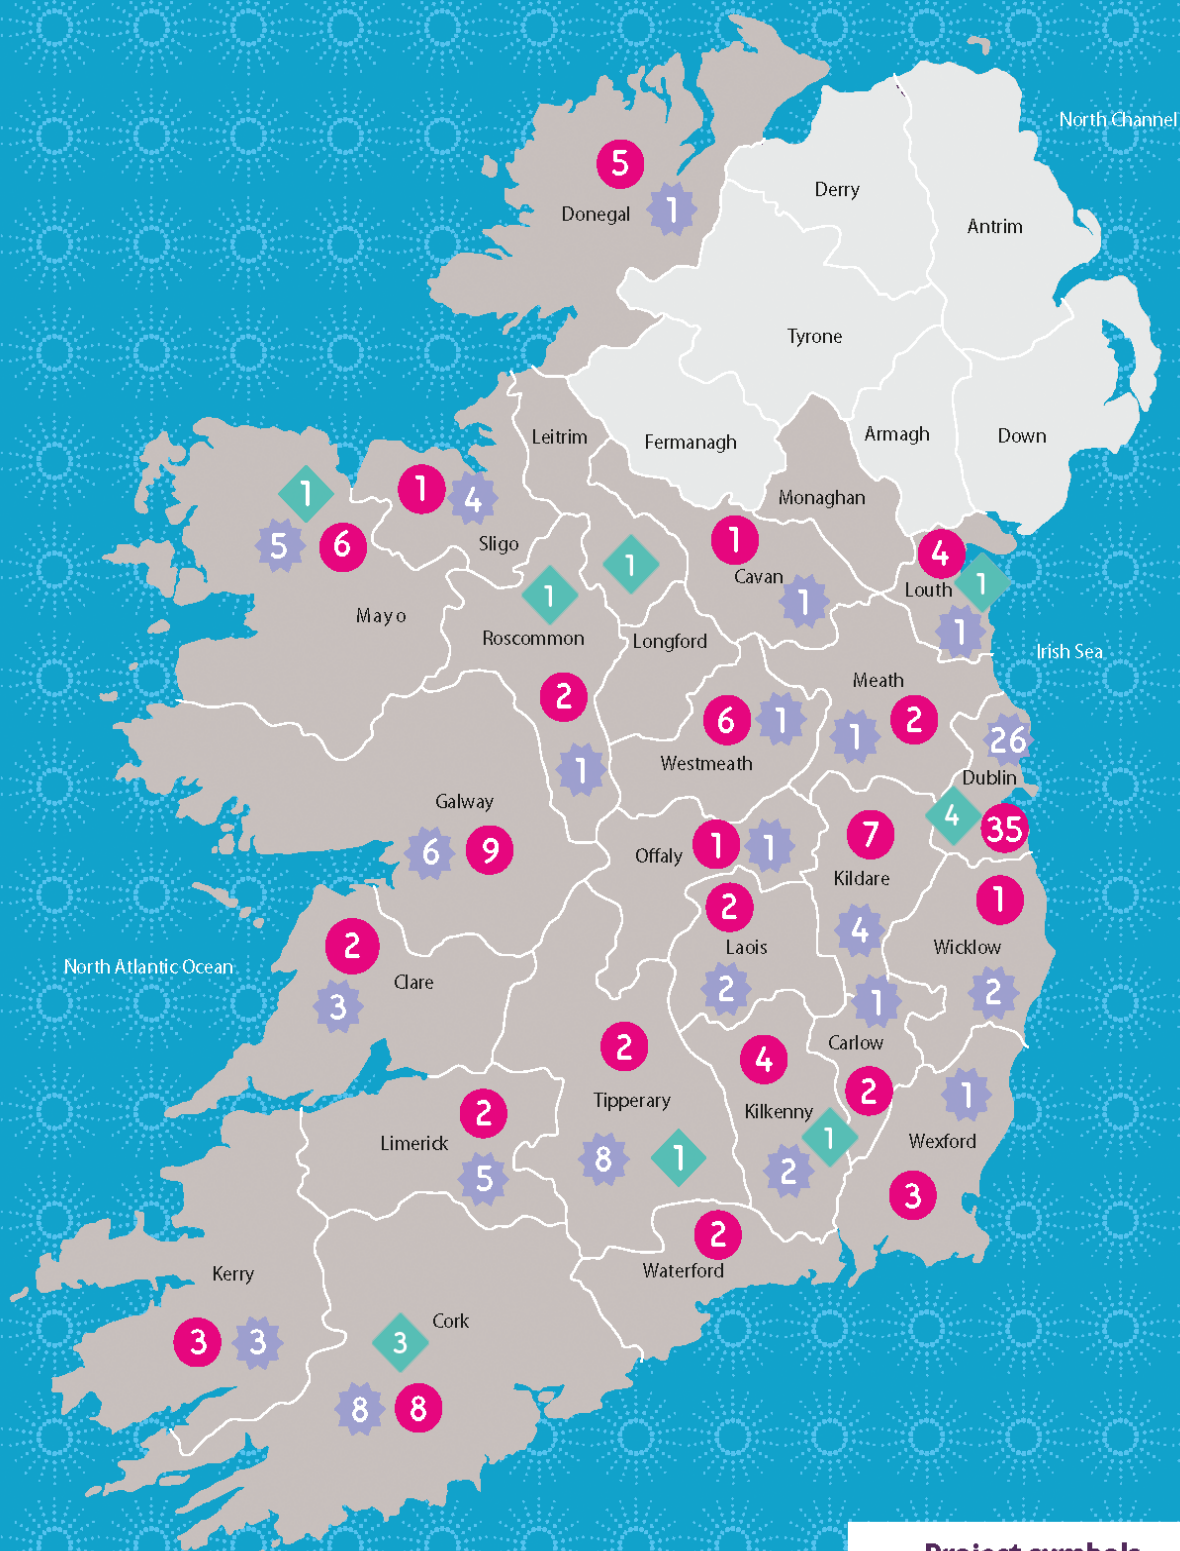 North Channel
5
Derry
Donegal 1
Antrim
Tyrone
Leitrim
Fermanagh
Armagh
Down
1
1
4
Monaghan
5
6
Sligo
1
1
4
Cavan
Louth
1
1
1
Mayo
Roscommon
Longford
1
Irish Sea
2
Meath
6
1
1
2
26
Westmeath
1
Dublin
Galway
4
35
6
9
Offaly
1
1
7
Kildare
2
1
2
Laois
4
Wicklow
North Atlantic Ocean
Clare
3
2
1
2
2
4
Carlow
2
Tipperary
Kilkenny
1
2
Limerick
1
Wexford
5
8
1
2
3
2
Waterford
Kerry
Cork
3
3
3
8
8
Project symbols